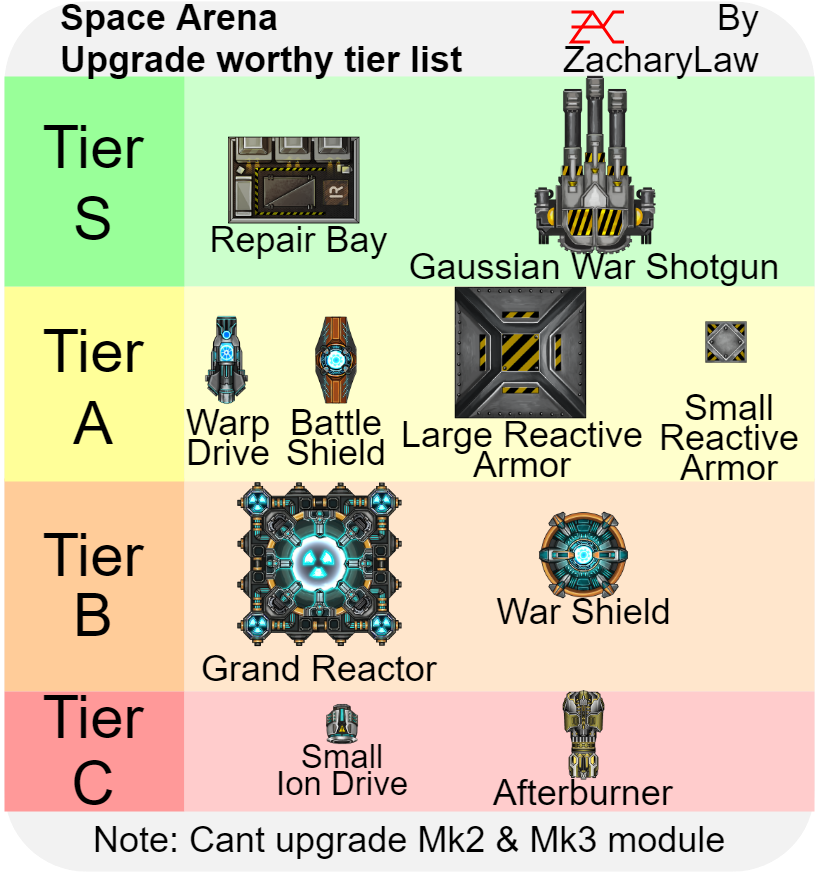 Space Arena
By
Upgrade worthy tier list
ZacharyLaw
Tier
S
Repair Bay
Gaussian War Shotgun
Tier
A
Warp
Drive
Battle
Shield
Large Reactive
Armor
Small
Reactive
Armor
Tier
B
Grand Reactor
War Shield
Tier
C
Small
Ion Drive
Afterburner
Note: Cant upgrade Mk2 & Mk3 module